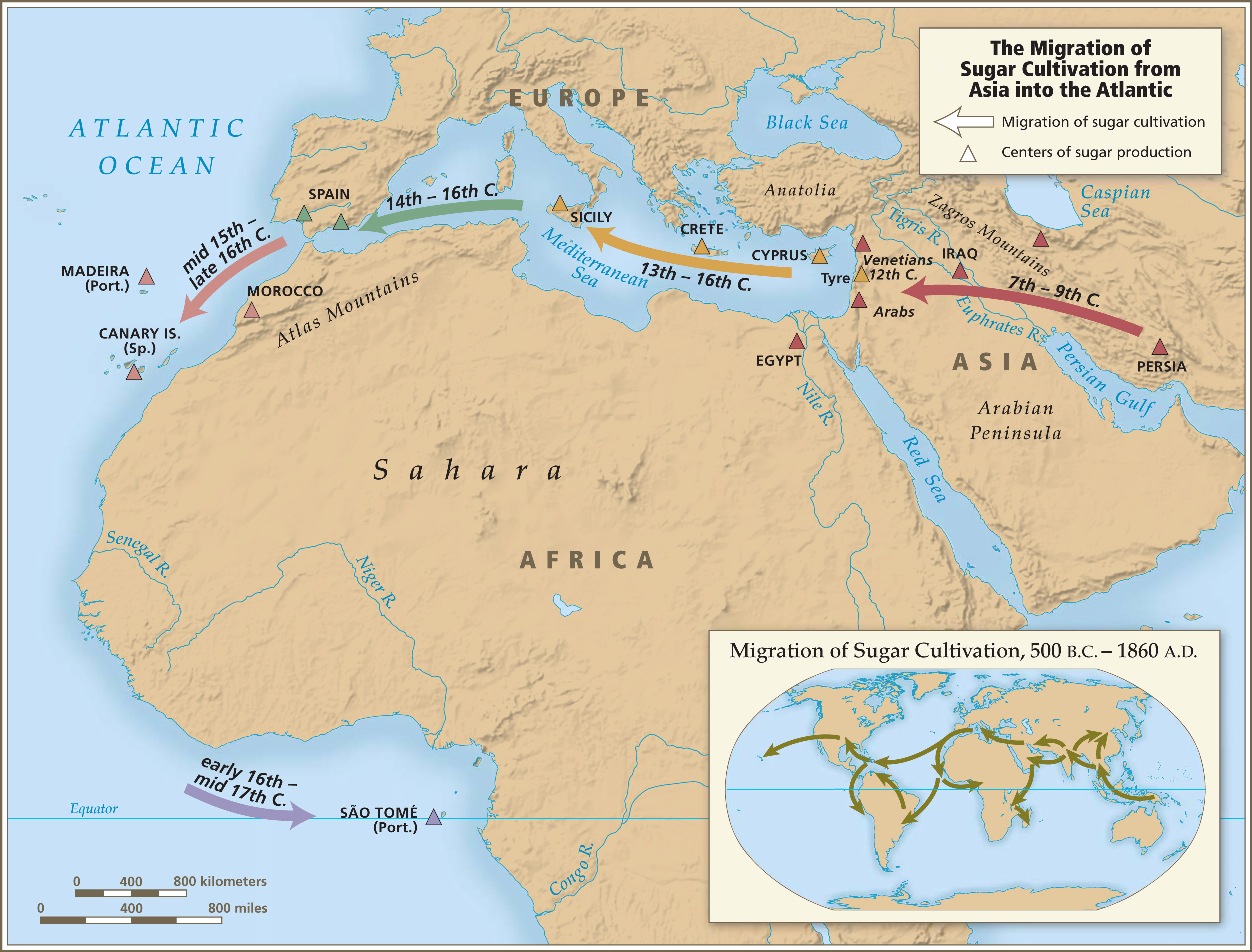 The Migration of
Sugar Cultivation from
Asia into the Atlantic
Migration of sugar cultivation
Centers of sugar production
EUROPE
ATLANTIC
OCEAN
Black Sea
Caspian
Sea
Anatolia
Tigris R.
Zagros Mountains
SPAIN
14th – 16th C.
SICILY
CRETE
CYPRUS
Tyre
Venetians
12th C.
IRAQ
mid 15th –
late 16th C.
Mediterranean
Sea
13th – 16th C.
7th – 9th C.
MADEIRA
(Port.)
MOROCCO
Atlas Mountains
Arabs
Euphrates R.
CANARY IS.
(Sp.)
EGYPT
ASIA
Persian Gulf
PERSIA
Nile R.
Arabian
Peninsula
Red Sea
Sahara
AFRICA
Senegal R.
Niger R.
early 16th –
mid 17th C.
Equator
SÃO TOMÉ
(Port.)
Congo R.
0 400 800 kilometers
0 400 800 miles
Migration of Sugar Cultivation, 500 B.C. – 1860 A.D.